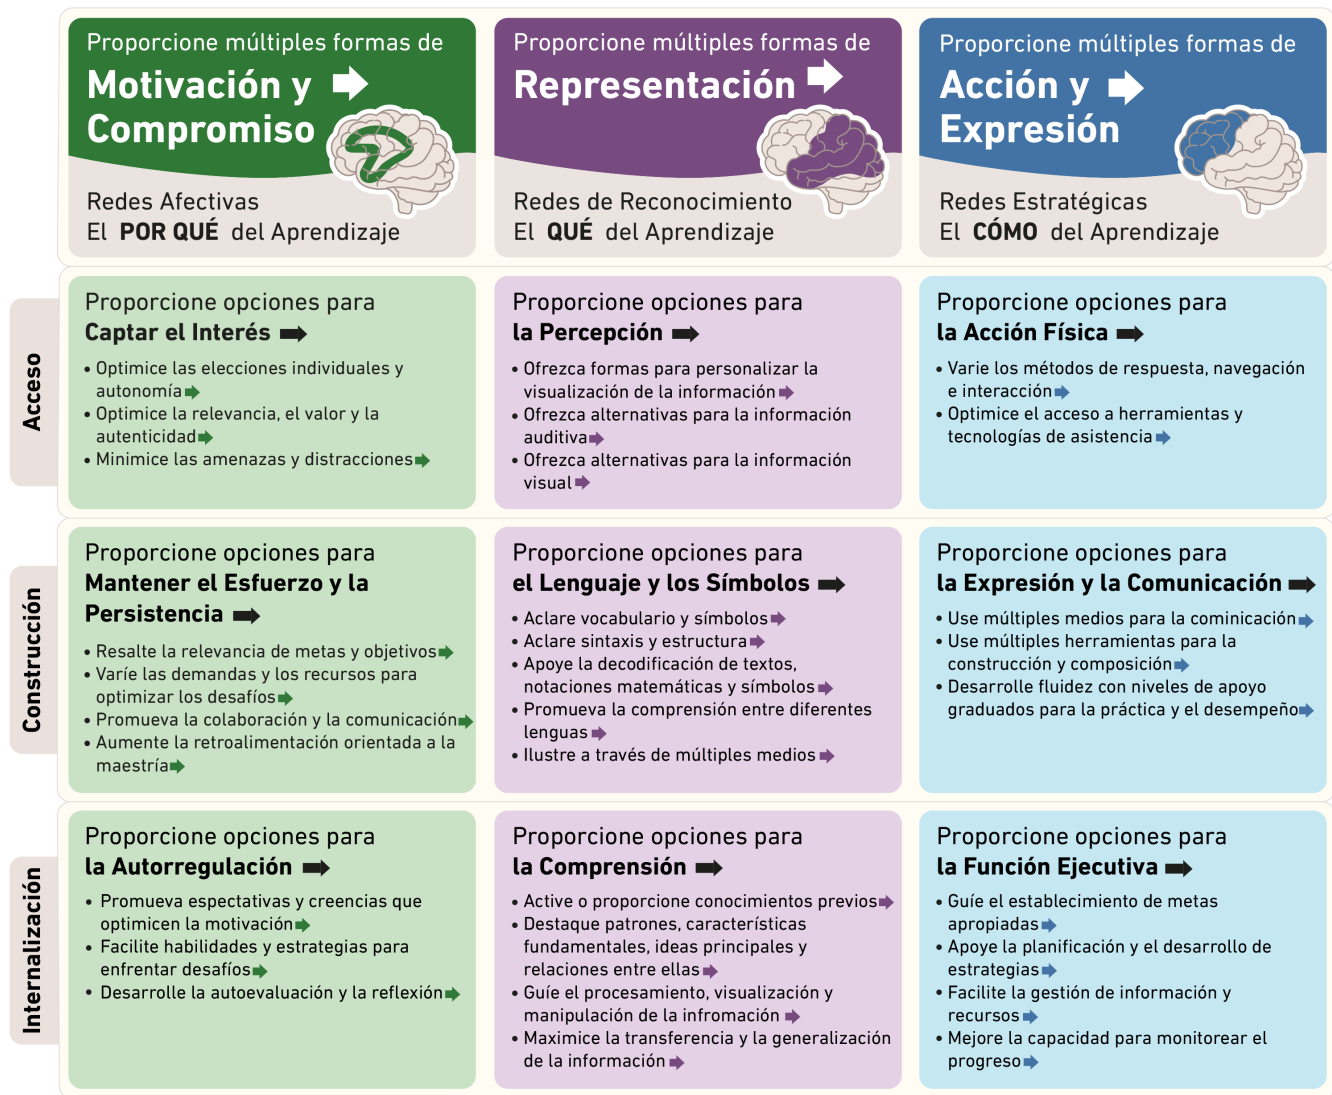 Proporcione múltiples formas de
Motivación y
Compromiso
Redes Afectivas
El POR QUÉ del Aprendizaje
Proporcione múltiples formas de
Representación
Redes de Reconocimiento
El QUÉ del Aprendizaje
Proporcione múltiples formas de
Acción y
Expresión
Redes Estratégicas
El CÓMO del Aprendizaje
Acceso
Proporcione opciones para
Captar el Interés
• Optimice las elecciones individuales y
autonomía
• Optimice la relevancia, el valor y la
autenticidad
• Minimice las amenazas y distracciones
Proporcione opciones para
la Percepción
• Ofrezca formas para personalizar la
visualización de la información
• Ofrezca alternativas para la información
auditiva
• Ofrezca alternativas para la información
visual
Proporcione opciones para
la Acción Física
• Varie los métodos de respuesta, navegación
e interacción
• Optimice el acceso a herramientas y
tecnologías de asistencia
Construcción
Proporcione opciones para
Mantener el Esfuerzo y la
Persistencia
• Resalte la relevancia de metas y objetivos
• Varíe las demandas y los recursos para
optimizar los desafíos
• Promueva la colaboración y la comunicación
• Aumente la retroalimentación orientada a la
maestría
Proporcione opciones para
el Lenguaje y los Símbolos
• Aclare vocabulario y símbolos
• Aclare sintaxis y estructura
• Apoye la decodificación de textos,
notaciones matemáticas y símbolos
• Promueva la comprensión entre diferentes
lenguas
• Ilustre a través de múltiples medios
Proporcione opciones para
la Expresión y la Comunicación
• Use múltiples medios para la cominicación
• Use múltiples herramientas para la
construcción y composición
• Desarrolle fluidez con niveles de apoyo
graduados para la práctica y el desempeño
Internalización
Proporcione opciones para
la Autorregulación
• Promueva espectativas y creencias que
optimicen la motivación
• Facilite habilidades y estrategias para
enfrentar desafíos
• Desarrolle la autoevaluación y la reflexión
Proporcione opciones para
la Comprensión
• Active o proporcione conocimientos previos
• Destaque patrones, características
fundamentales, ideas principales y
relaciones entre ellas
• Guíe el procesamiento, visualización y
manipulación de la infromación
• Maximice la transferencia y la generalización
de la información
Proporcione opciones para
la Función Ejecutiva
• Guíe el establecimiento de metas
apropiadas
• Apoye la planificación y el desarrollo de
estrategias
• Facilite la gestión de información y
recursos
• Mejore la capacidad para monitorear el
progreso